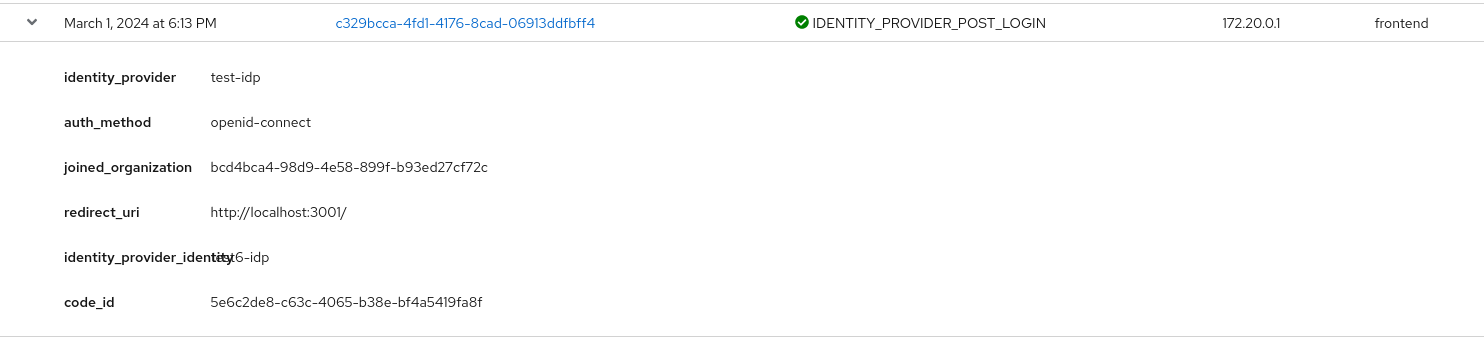 March 1, 2024 at 6:13 PM c329bcca-4fd1-4176-8cad-06913ddfbff4 IDENTITY_PROVIDER_POST_LOGIN 172.20.0.1 frontend
identity_provider test-idp
auth_method openid-connect
joined_organization bcd4bca4-98d9-4e58-899f-b93ed27cf72c
redirect_uri http://localhost:3001/
identity_provider_identity test6-idp
code_id 5e6c2de8-c63c-4065-b38e-bf4a5419fa8f